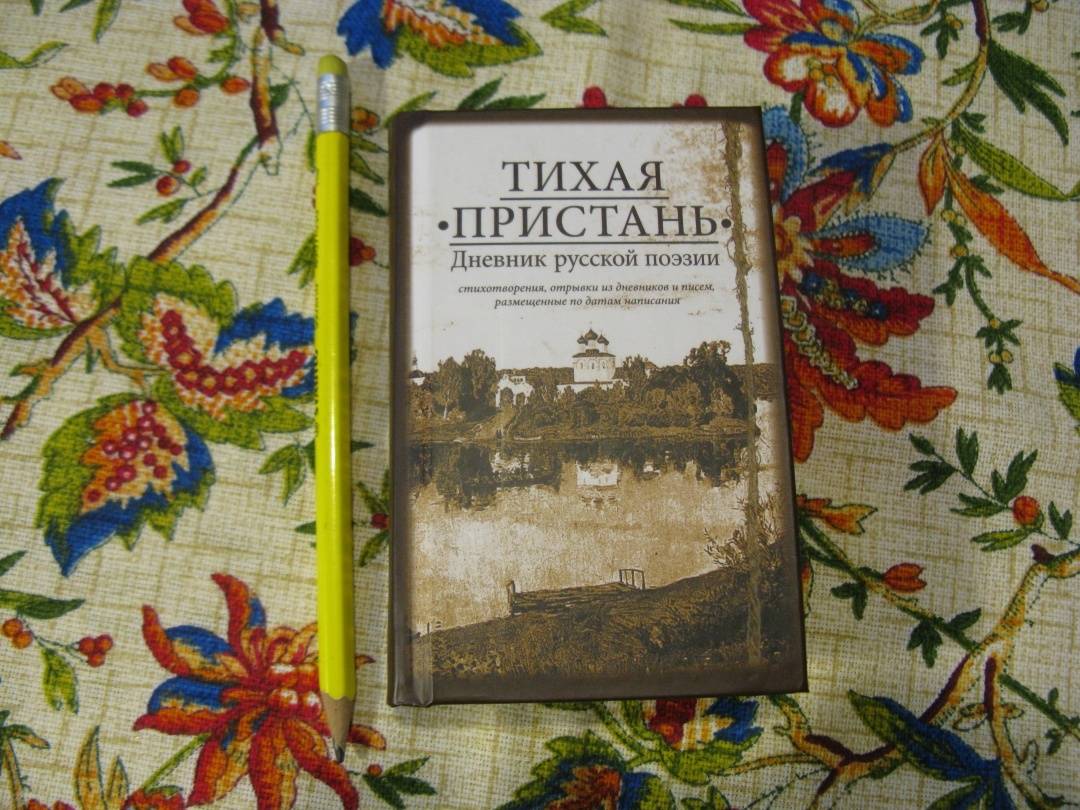 ТИХАЯ
•ПРИСТАНЬ•
Дневник русской поэзии
стихотворения, отрывки из дневников и писем,
размещенные по датам написания